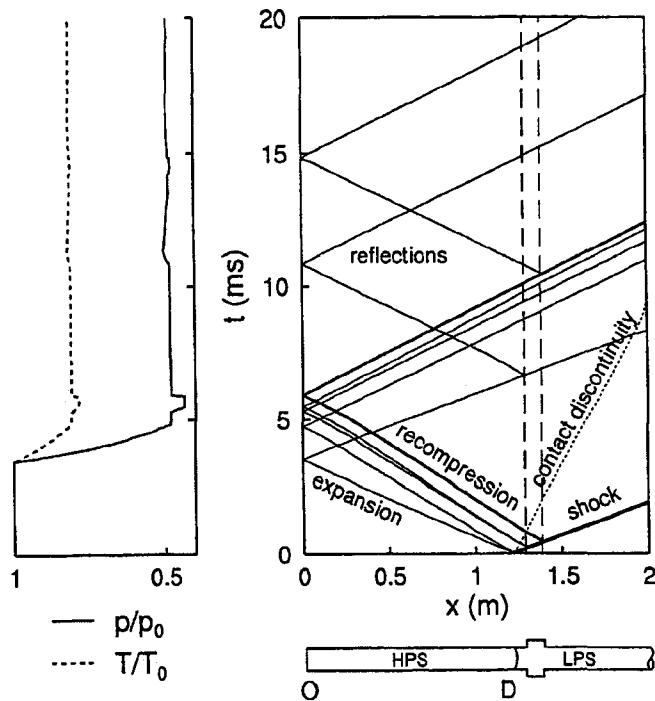 20
15
10
5
0
t (ms)
1
0.5
p/p0
T/T0
reflections
recompression
expansion
contact discontinuity
shock
0
0.5
1
1.5
2
x (m)
HPS
LPS
O
D